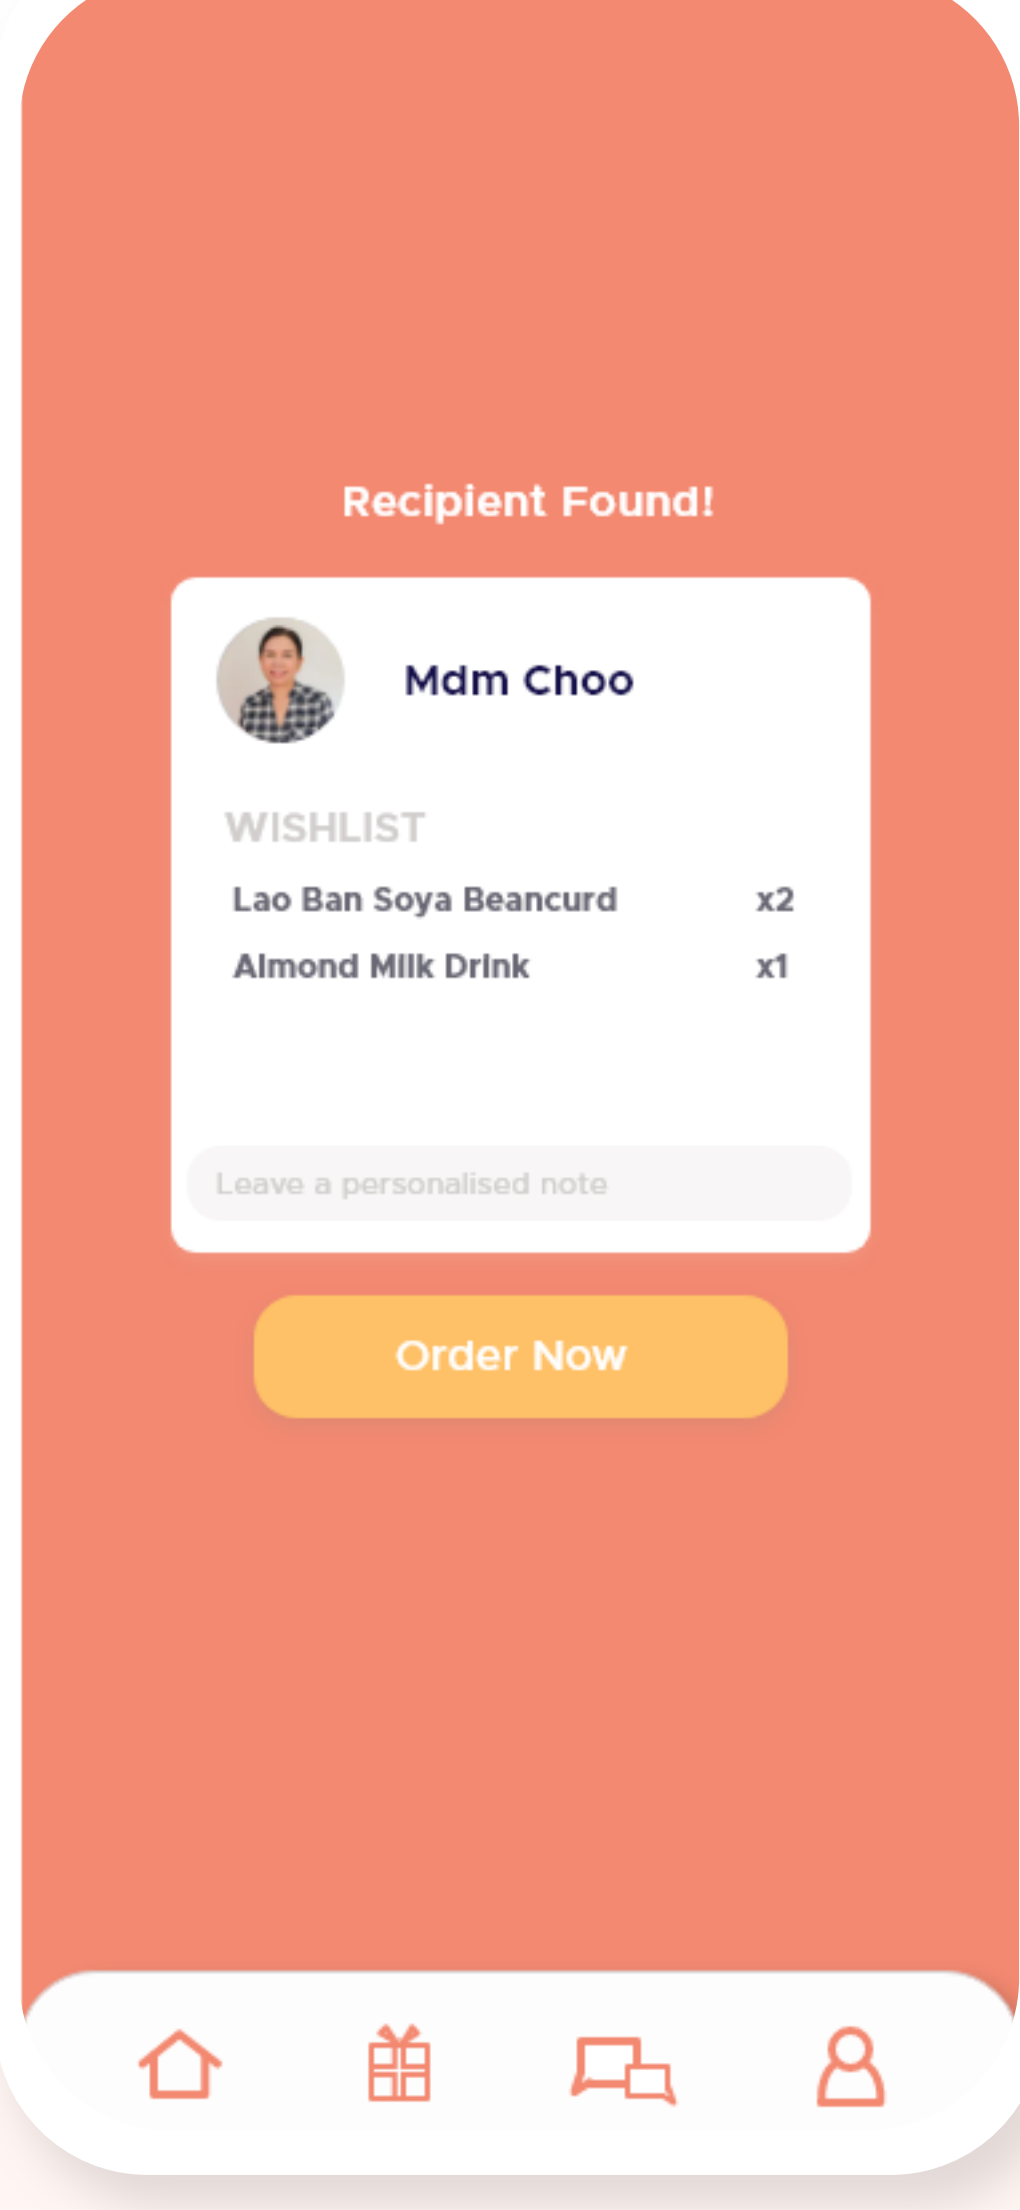 Recipient Found!
Mdm Choo
WISHLIST
Lao Ban Soya Beancurd x2
Almond Milk Drink x1
Leave a personalised note
Order Now